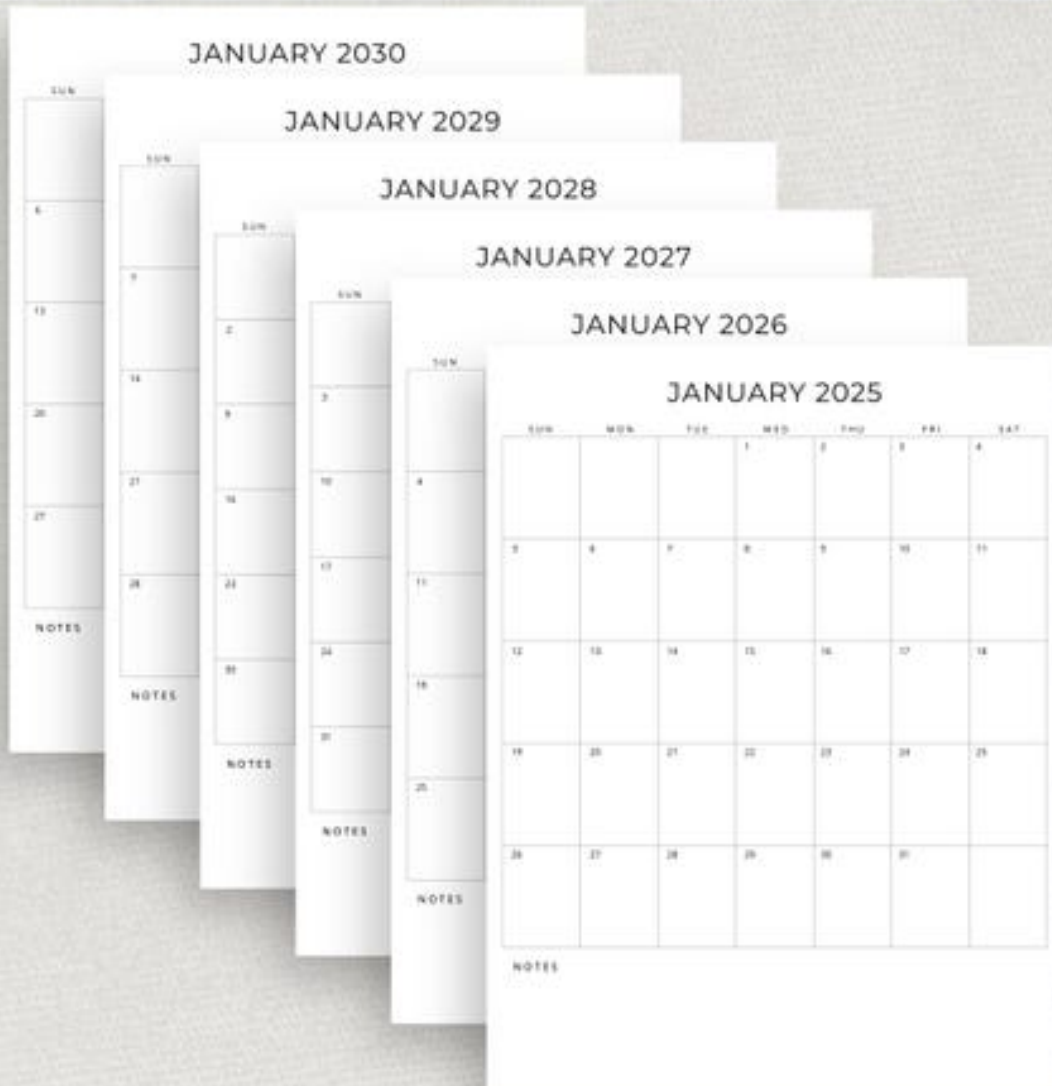 JANUARY 2030
SUN
6
13
20
27
NOTES
JANUARY 2029
SUN
7
14
21
28
NOTES
JANUARY 2028
SUN
2
9
16
23
30
NOTES
JANUARY 2027
SUN
3
10
17
24
31
NOTES
JANUARY 2026
SUN
4
11
18
25
NOTES
JANUARY 2025
SUN MON TUE WED THU FRI SAT
1 2 3 4
5 6 7 8 9 10 11
12 13 14 15 16 17 18
19 20 21 22 23 24 25
26 27 28 29 30 31
NOTES